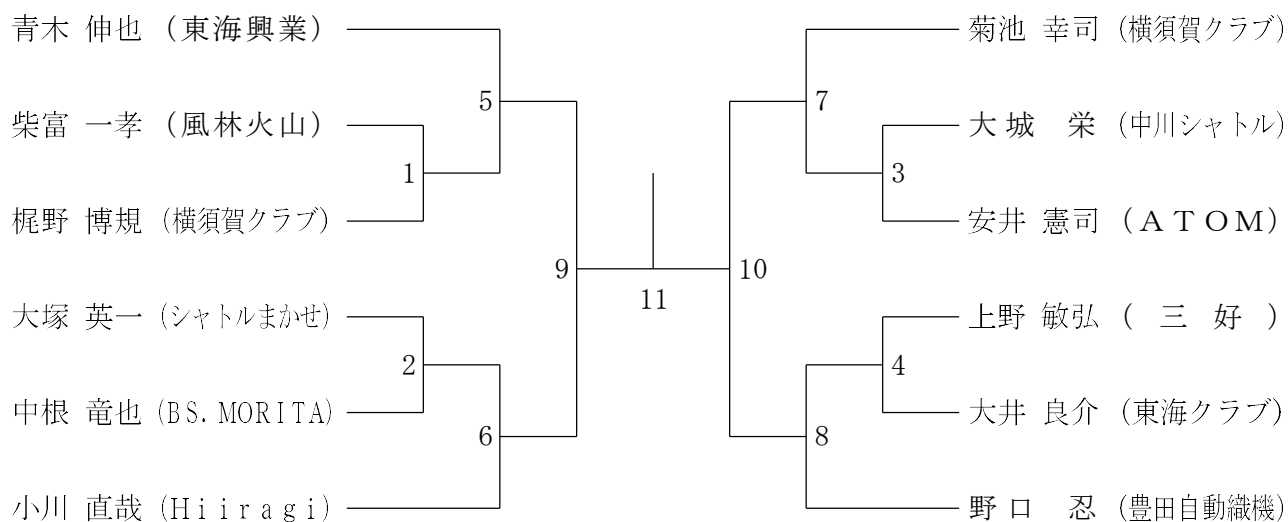 青木 伸也 (東海興業)
5
柴富 一孝 (風林火山)
1
梶野 博規 (横須賀クラブ)
9
大塚 英一 (シャトルまかせ)
2
中根 竜也 (BS. MORITA)
6
小川 直哉 (Hiiragi)
11
菊池 幸司 (横須賀クラブ)
7
大城 栄 (中川シャトル)
3
安井 憲司 (ATOM)
10
上野 敏弘 (三好)
4
大井 良介 (東海クラブ)
8
野口 忍 (豊田自動織機)